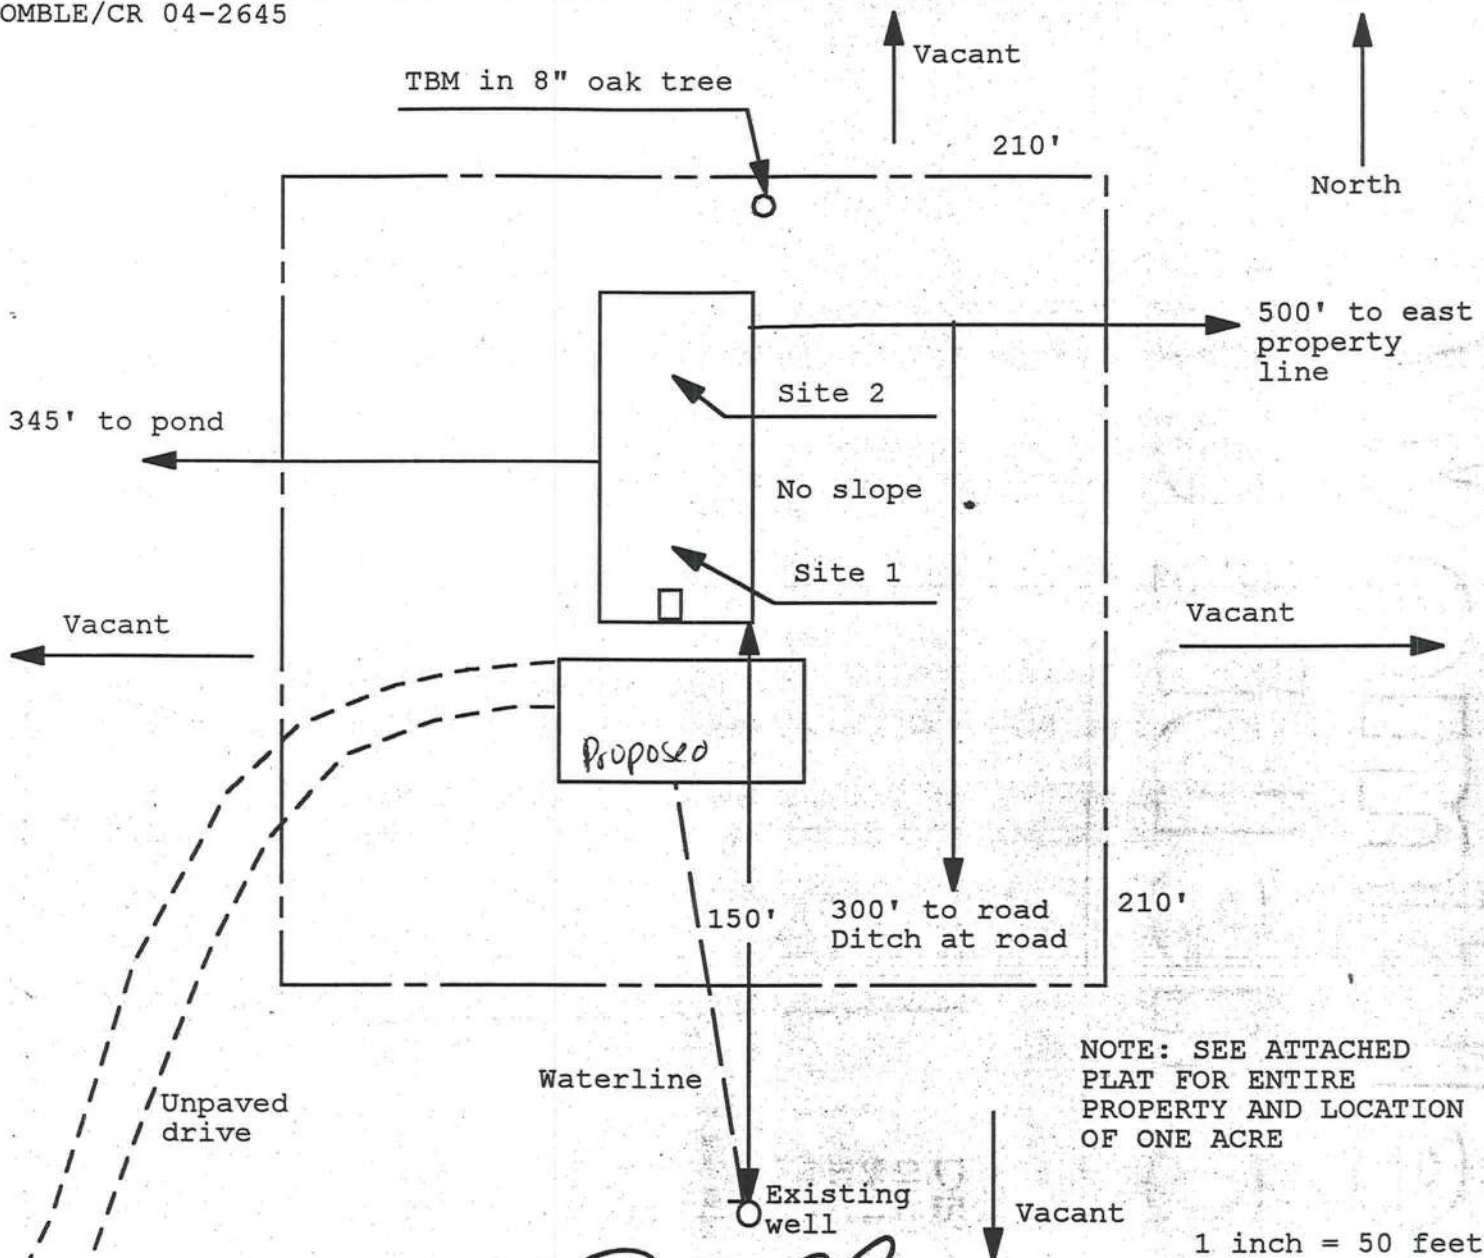 OMBLE/CR 04-2645
Vacant
TBM in 8" oak tree
210'
North
500' to east
property
line
Site 2
345' to pond
No slope
Site 1
Vacant
Vacant
Proposed
150'
300' to road
Ditch at road
210'
NOTE: SEE ATTACHED
PLAT FOR ENTIRE
PROPERTY AND LOCATION
OF ONE ACRE
Waterline
Unpaved
drive
Existing
well
Vacant
1 inch = 50 feet